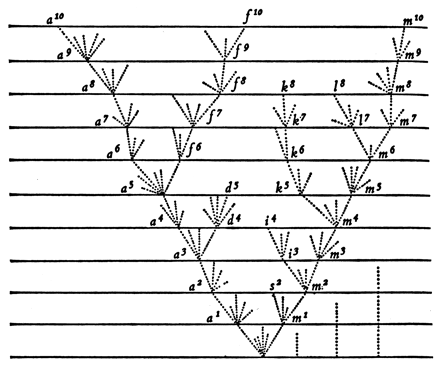 a10 f10 m10
a9 f9 m9
a8 f8 k8 l8 m8
a7 f7 k7 l7 m7
a6 f6 k6 m6
a5 d5 k5 m5
a4 d4 i4 m4
a3 i3 m3
a2 s2 m2
a1 m1